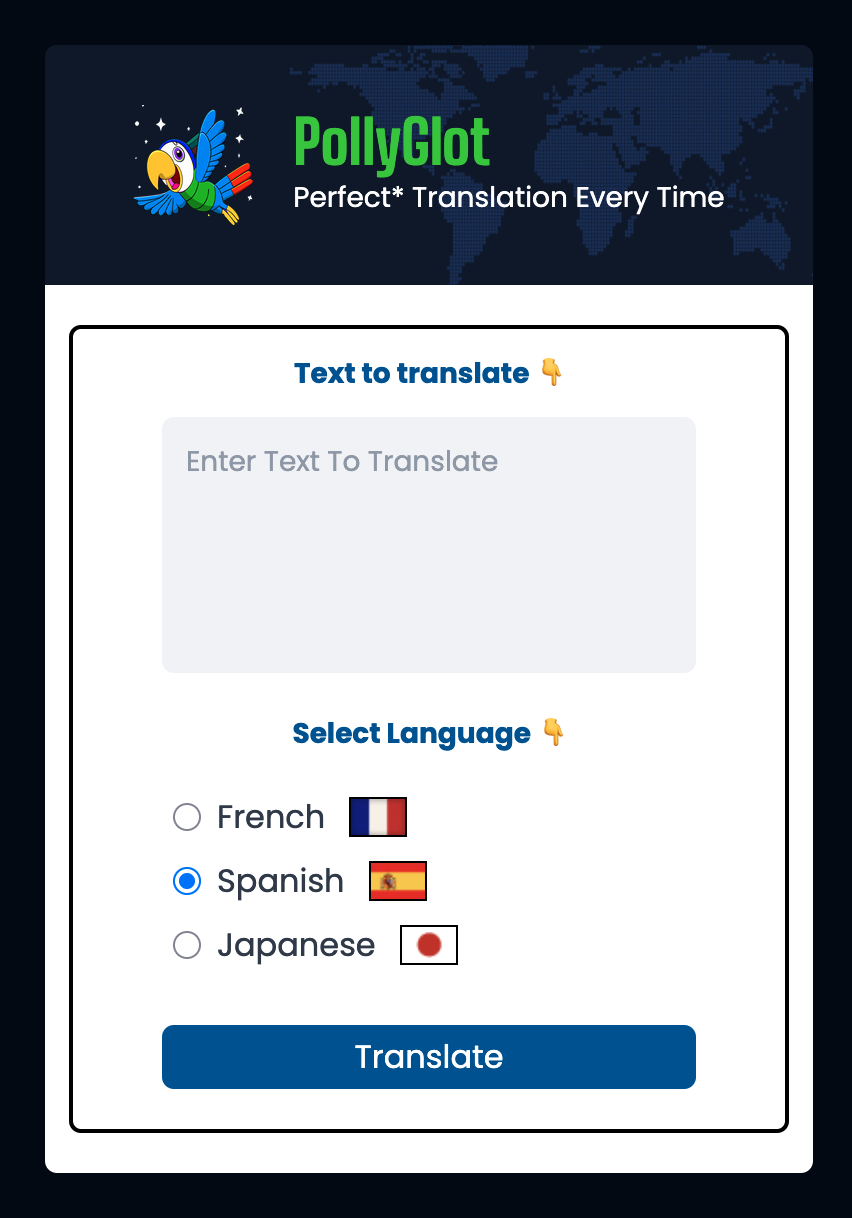 PollyGlot
Perfect* Translation Every Time
Text to translate 👇
Enter Text To Translate
Select Language 👇
French
Spanish
Japanese
Translate